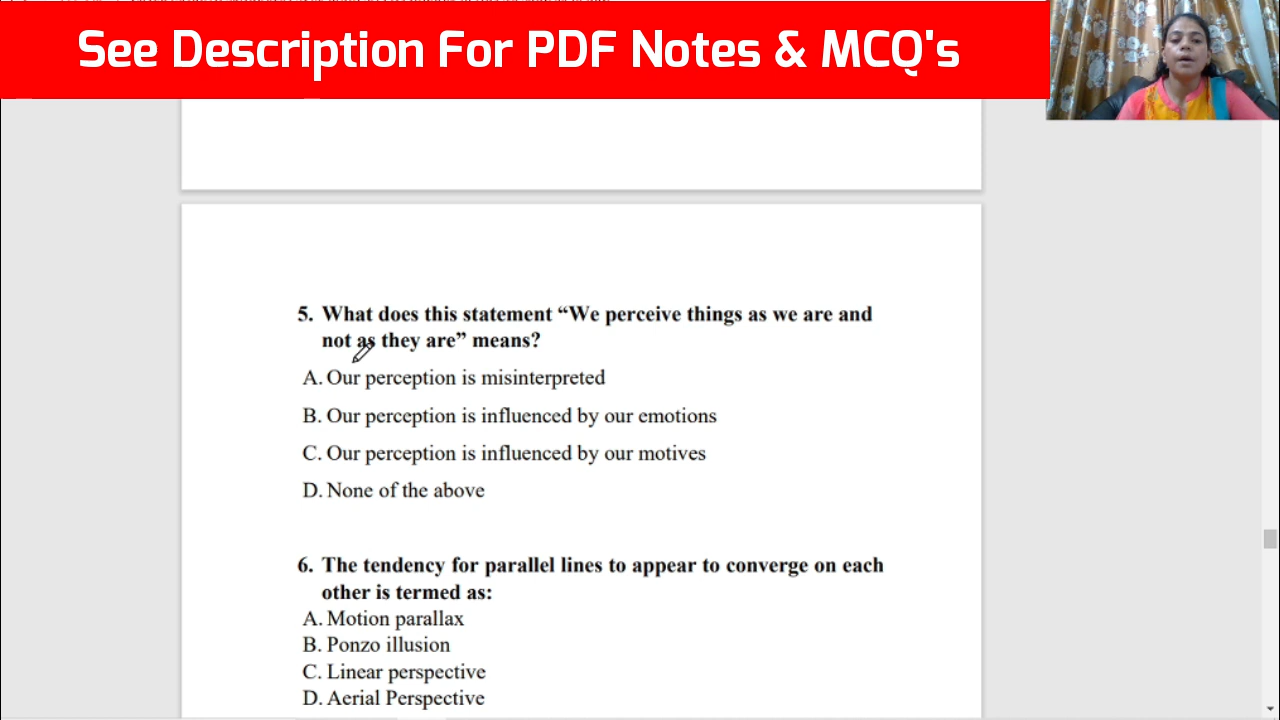 See Description For PDF Notes & MCQ's
5. What does this statement “We perceive things as we are and
not as they are” means?
A. Our perception is misinterpreted
B. Our perception is influenced by our emotions
C. Our perception is influenced by our motives
D. None of the above
6. The tendency for parallel lines to appear to converge on each
other is termed as:
A. Motion parallax
B. Ponzo illusion
C. Linear perspective
D. Aerial Perspective